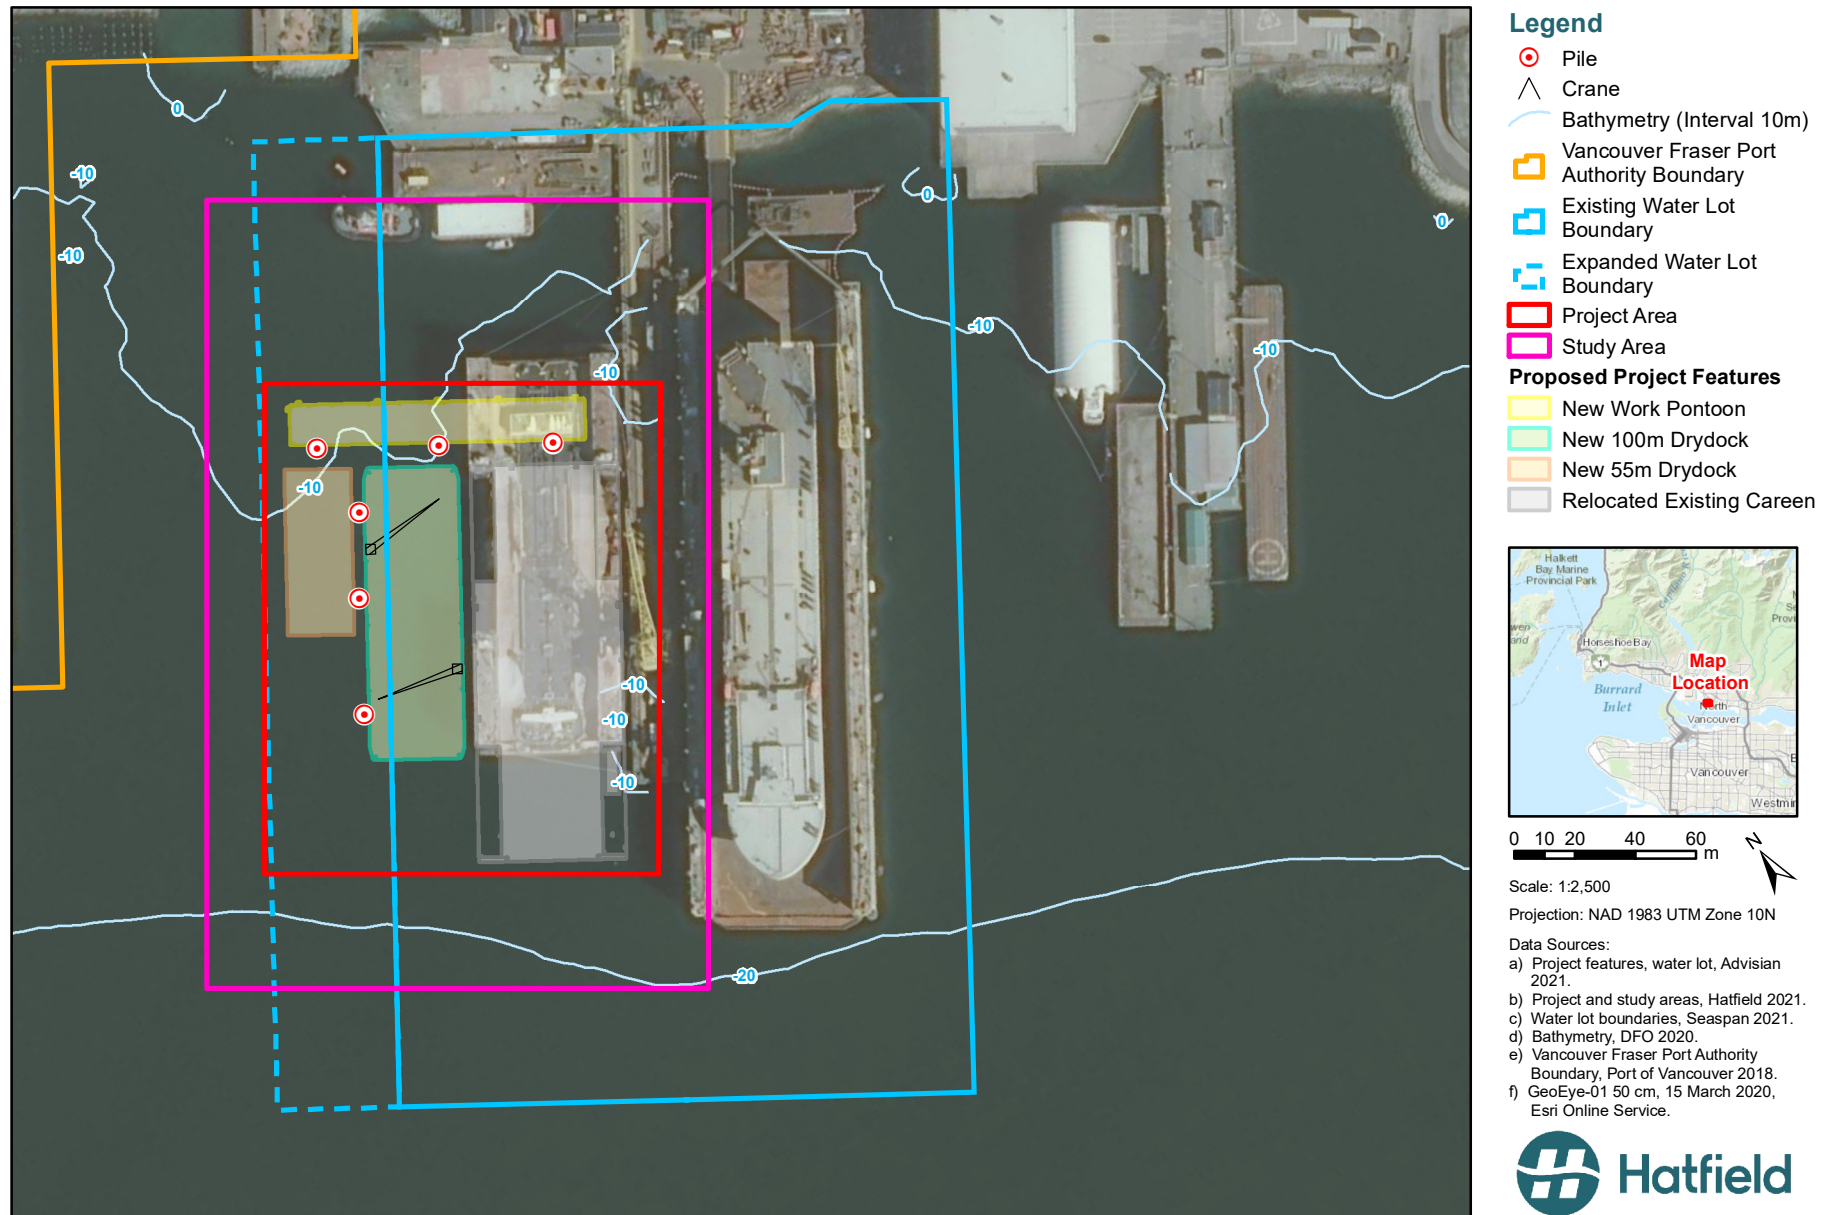 0
-10
-10
-10
-10
-10
-10
-10
-10
-10
0
0
-20
Legend
Pile
Crane
Bathymetry (Interval 10m)
Vancouver Fraser Port
Authority Boundary
Existing Water Lot
Boundary
Expanded Water Lot
Boundary
Project Area
Study Area
Proposed Project Features
New Work Pontoon
New 100m Drydock
New 55m Drydock
Relocated Existing Careen
Halkett
Bay Marine
Provincial Park
Horseshoe Bay
1
Map
Location
Burrard
Inlet
North
Vancouver
Vancouver
0 10 20 40 60
m
N
Scale: 1:2,500
Projection: NAD 1983 UTM Zone 10N
Data Sources:
a) Project features, water lot, Advisian
2021.
b) Project and study areas, Hatfield 2021.
c) Water lot boundaries, Seaspan 2021.
d) Bathymetry, DFO 2020.
e) Vancouver Fraser Port Authority
Boundary, Port of Vancouver 2018.
f) GeoEye-01 50 cm, 15 March 2020,
Esri Online Service.
Hatfield